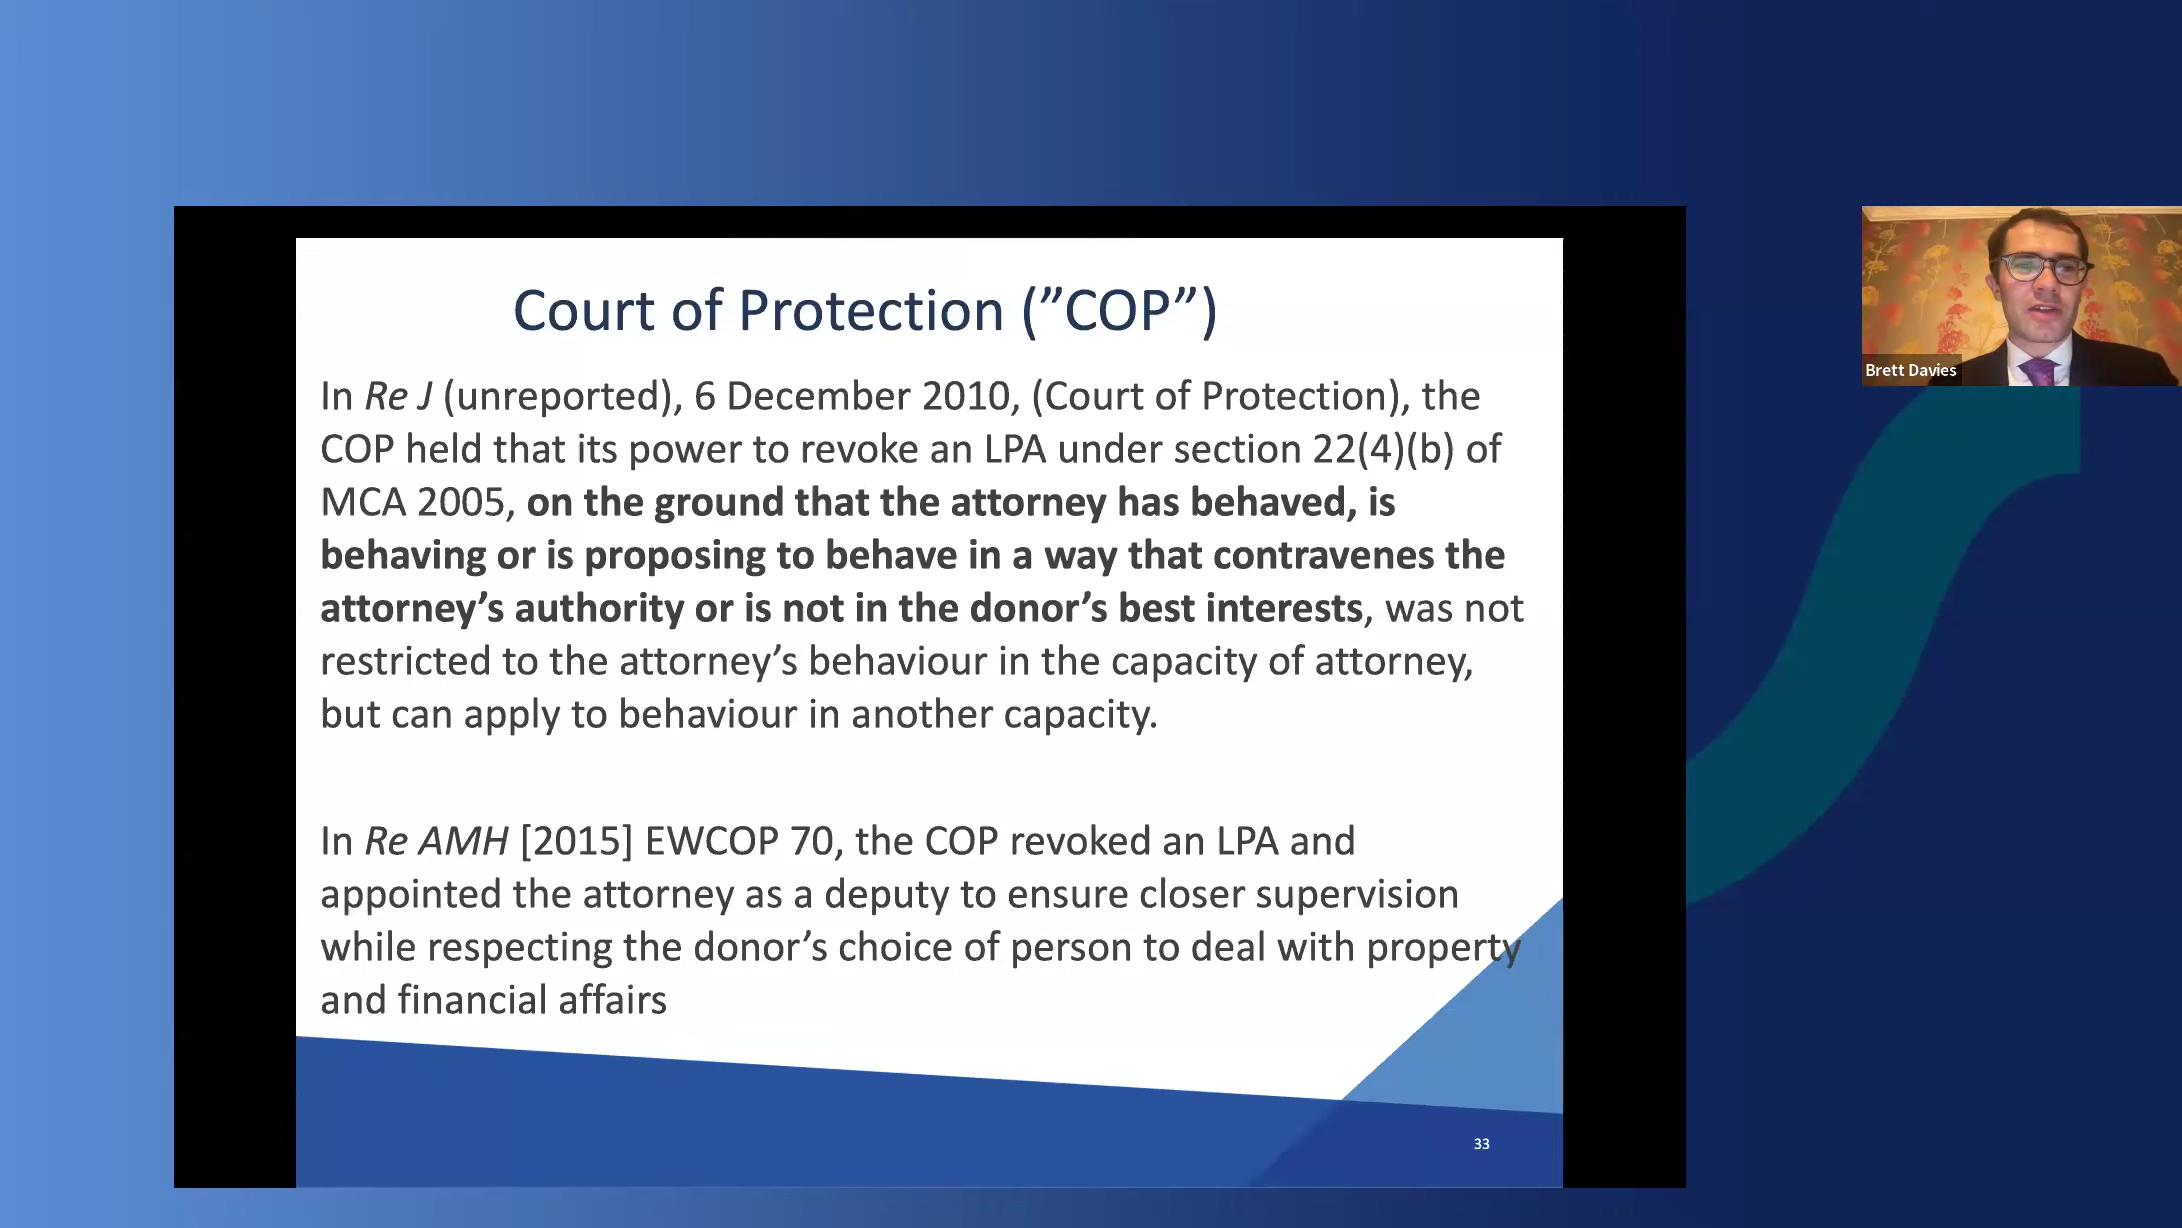 Court of Protection (”COP”)
In Re J (unreported), 6 December 2010, (Court of Protection), the
COP held that its power to revoke an LPA under section 22(4)(b) of
MCA 2005, on the ground that the attorney has behaved, is
behaving or is proposing to behave in a way that contravenes the
attorney’s authority or is not in the donor’s best interests, was not
restricted to the attorney’s behaviour in the capacity of attorney,
but can apply to behaviour in another capacity.
In Re AMH [2015] EWCOP 70, the COP revoked an LPA and
appointed the attorney as a deputy to ensure closer supervision
while respecting the donor’s choice of person to deal with property
and financial affairs
33
Brett Davies